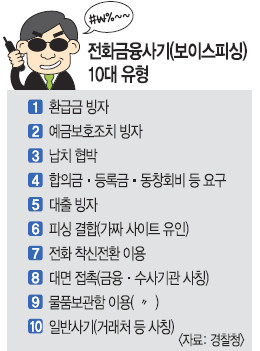 #₩%~~
전화금융사기(보이스피싱)
10대 유형
1 환급금 빙자
2 예금보호조치 빙자
3 납치 협박
4 합의금·등록금·동창회비 등 요구
5 대출 빙자
6 피싱 결합(가짜 사이트 유인)
7 전화 착신전환 이용
8 대면 접촉(금융·수사기관 사칭)
9 물품보관함 이용( 〃 )
10 일반사기(거래처 등 사칭)
〈자료: 경찰청〉